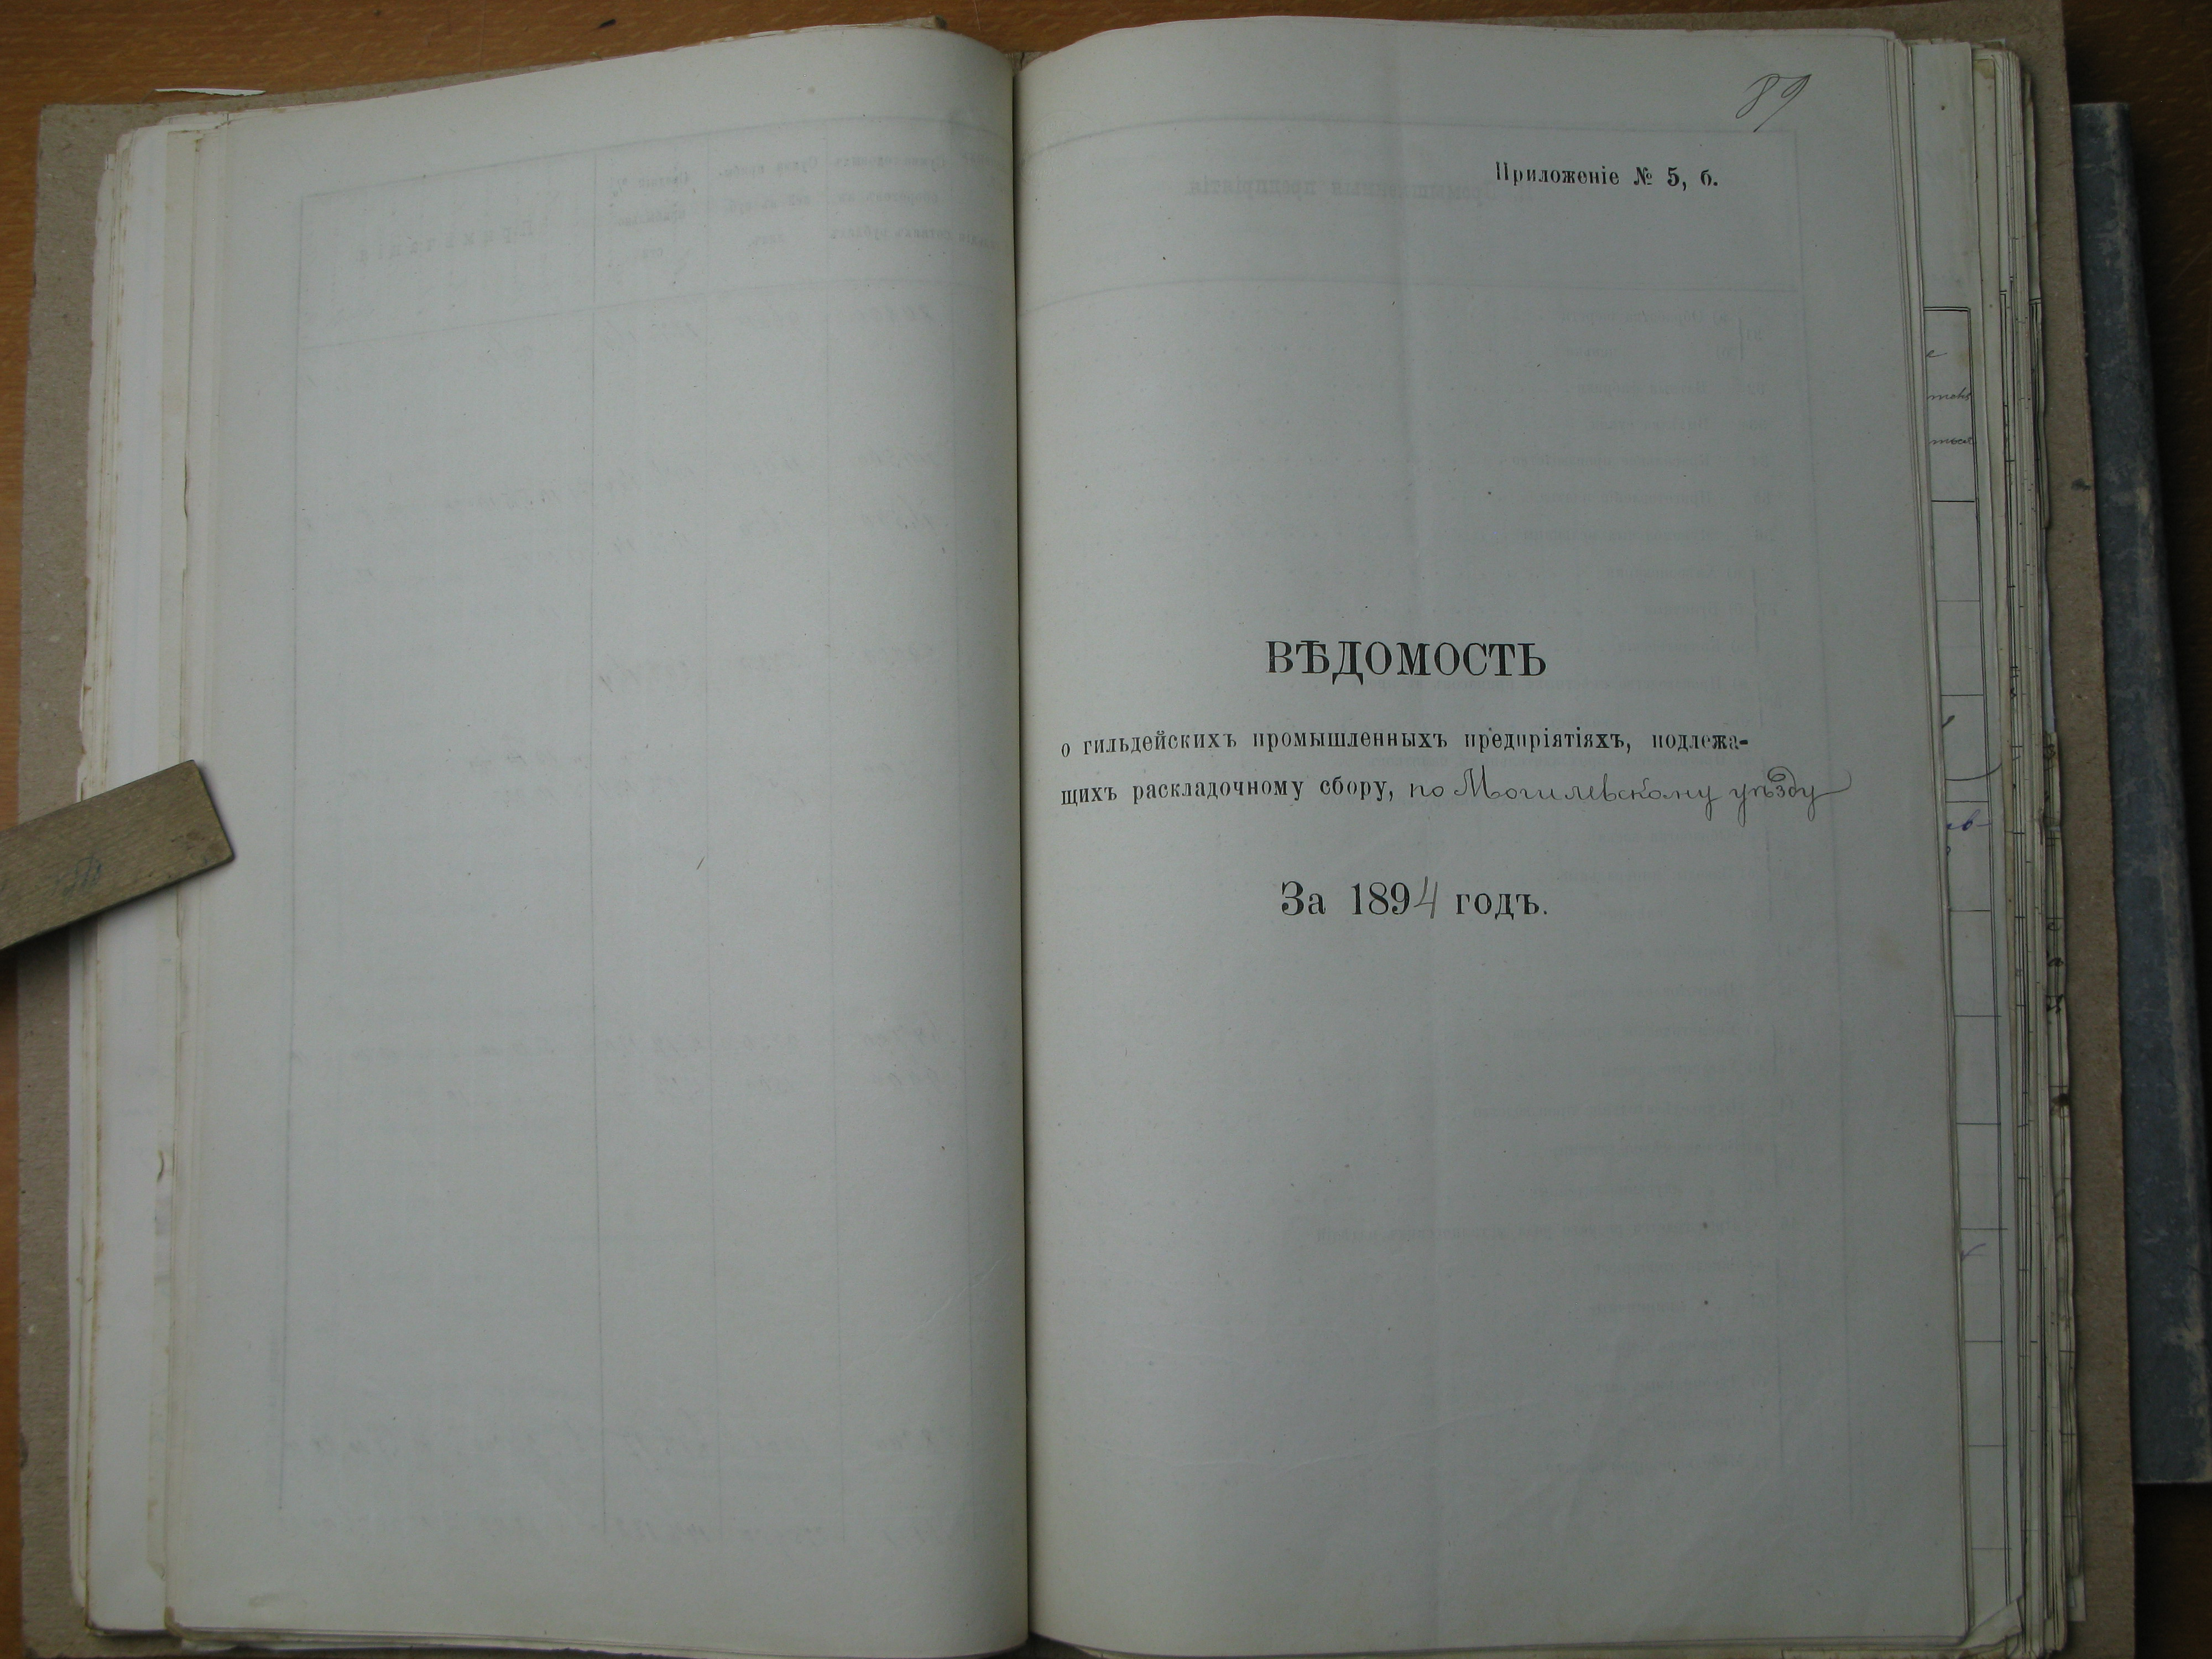 89
Приложеніе № 5, б.
ВѢДОМОСТЬ
о гильдейскихъ промышленныхъ предпріятіяхъ, подлежа-
щихъ раскладочному сбору, по Могилевскому уѣзду
За 1894 годъ.